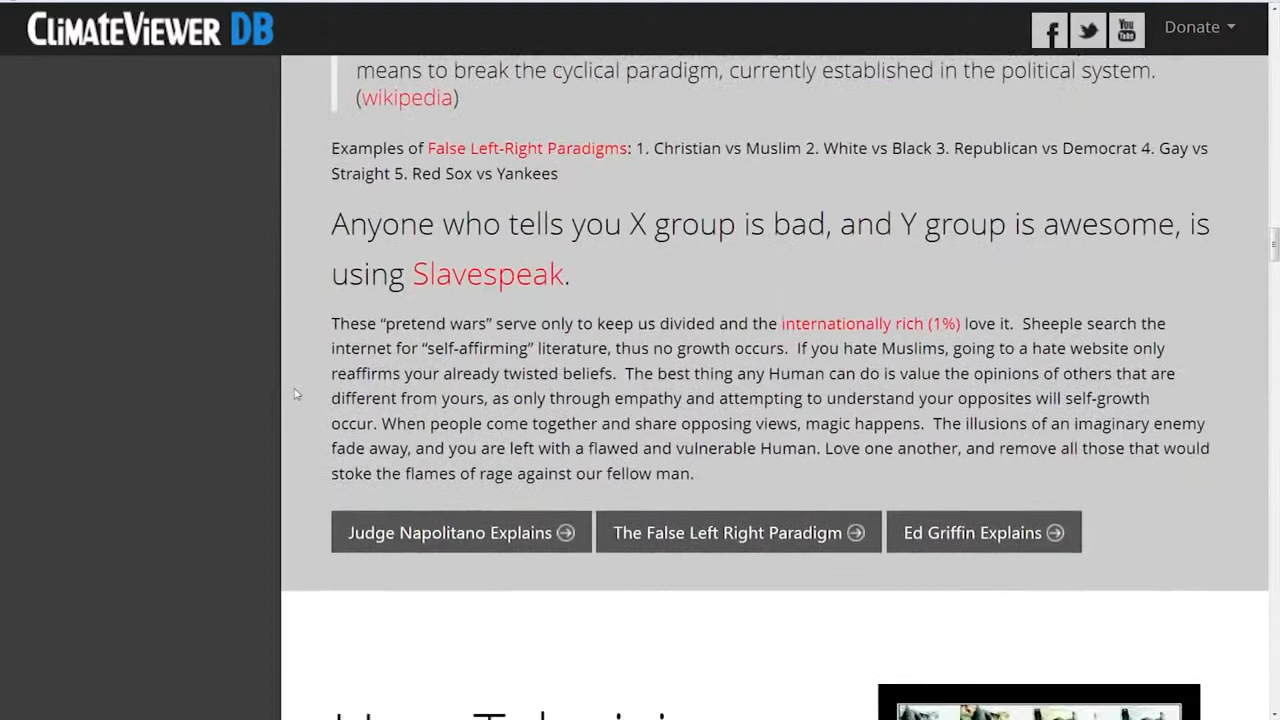 CLiMATEViEWER DB
f
You Tube
Donate
means to break the cyclical paradigm, currently established in the political system.
(wikipedia)
Examples of False Left-Right Paradigms: 1. Christian vs Muslim 2. White vs Black 3. Republican vs Democrat 4. Gay vs
Straight 5. Red Sox vs Yankees
Anyone who tells you X group is bad, and Y group is awesome, is
using Slavespeak.
These “pretend wars” serve only to keep us divided and the internationally rich (1%) love it.  Sheeple search the
internet for “self-affirming” literature, thus no growth occurs.  If you hate Muslims, going to a hate website only
reaffirms your already twisted beliefs.  The best thing any Human can do is value the opinions of others that are
different from yours, as only through empathy and attempting to understand your opposites will self-growth
occur. When people come together and share opposing views, magic happens.  The illusions of an imaginary enemy
fade away, and you are left with a flawed and vulnerable Human. Love one another, and remove all those that would
stoke the flames of rage against our fellow man.
Judge Napolitano Explains
The False Left Right Paradigm
Ed Griffin Explains